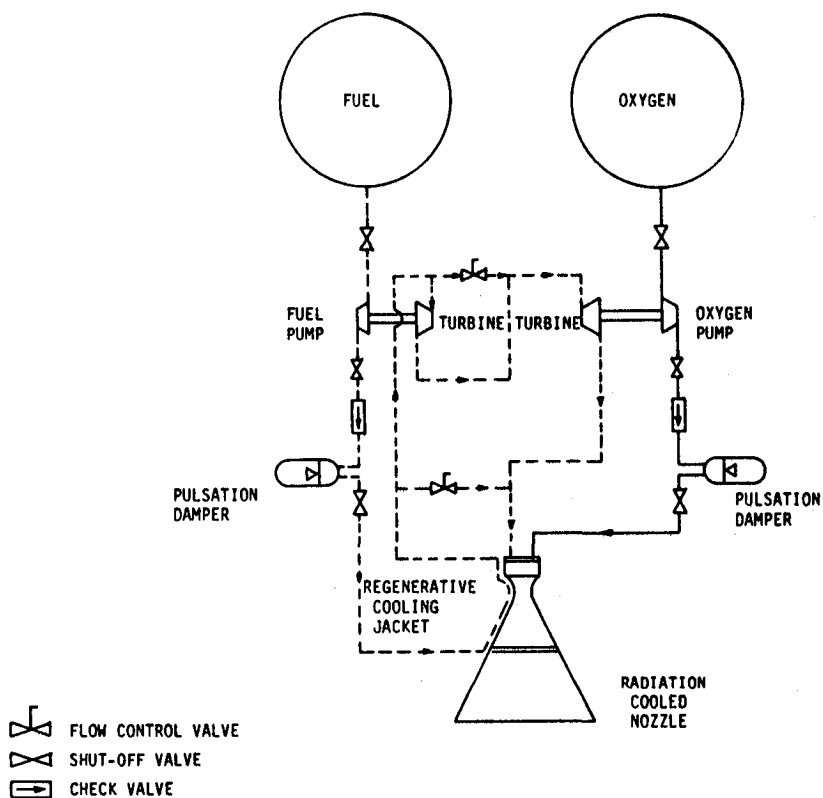 FUEL
OXYGEN
FUEL
PUMP
TURBINE
TURBINE
OXYGEN
PUMP
PULSATION
DAMPER
PULSATION
DAMPER
REGENERATIVE
COOLING
JACKET
RADIATION
COOLED
NOZZLE
FLOW CONTROL VALVE
SHUT-OFF VALVE
CHECK VALVE